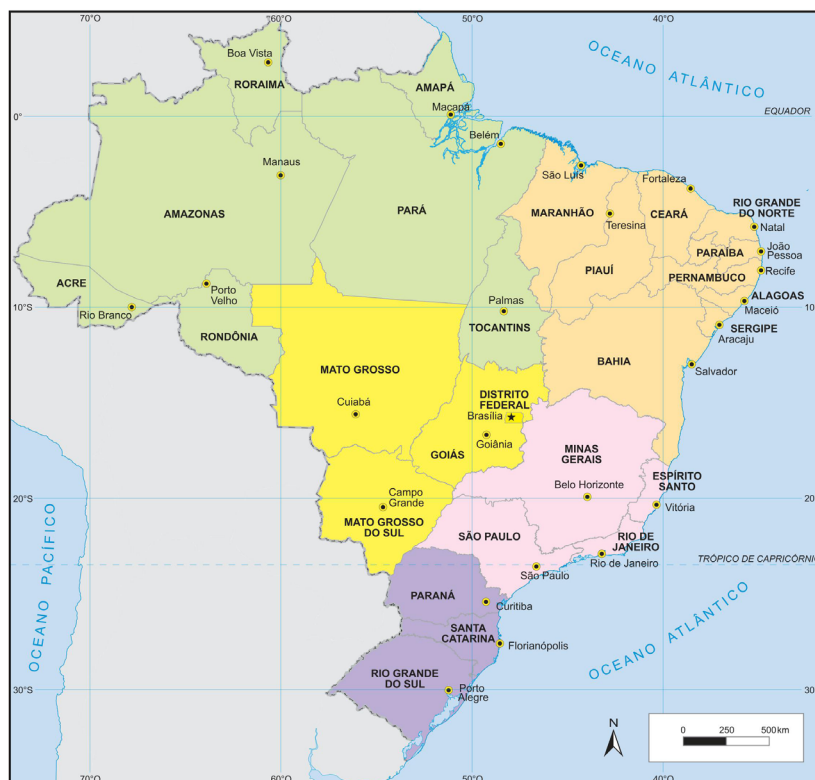 70°W
60°W
50°W
40°W
OCEANO ATLÂNTICO
Boa Vista
RORAIMA
AMAPÁ
Macapá
EQUADOR
0°
Belém
Manaus
São Luís
Fortaleza
AMAZONAS
PARÁ
MARANHÃO
CEARÁ
RIO GRANDE
DO NORTE
Teresina
Natal
João
Pessoa
PARAÍBA
PIAUÍ
PERNAMBUCO
Recife
ACRE
Porto
Velho
Palmas
ALAGOAS
10°S
Rio Branco
Maceió
10°S
RONDÔNIA
TOCANTINS
SERGIPE
Aracaju
MATO GROSSO
BAHIA
Salvador
DISTRITO
FEDERAL
Cuiabá
Brasília
Goiânia
GOIÁS
MINAS
GERAIS
Campo
Grande
Belo Horizonte
ESPÍRITO
SANTO
20°S
Vitória
MATO GROSSO
DO SUL
SÃO PAULO
RIO DE
JANEIRO
Rio de Janeiro
TRÓPICO DE CAPRICÓRNIO
São Paulo
OCEANO PACÍFICO
PARANÁ
Curitiba
SANTA
CATARINA
Florianópolis
OCEANO ATLÂNTICO
RIO GRANDE
DO SUL
30°S
Porto
Alegre
N
0 250 500 km
70°W
60°W
50°W
40°W